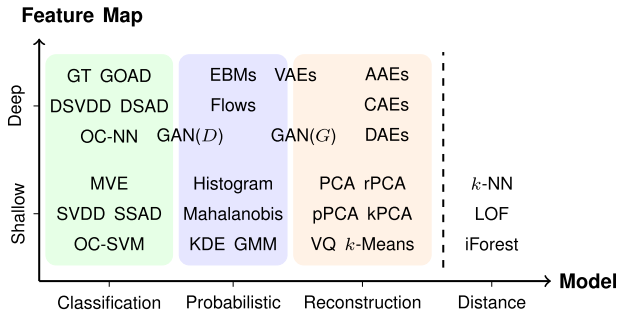 Feature Map
Deep
GT GOAD EBMs VAEs AAEs
DSVDD DSAD Flows CAEs
OC-NN GAN(D) GAN(G) DAEs
Shallow
MVE Histogram PCA rPCA k-NN
SVDD SSAD Mahalanobis pPCA kPCA LOF
OC-SVM KDE GMM VQ k-Means iForest
Model
Classification Probabilistic Reconstruction Distance